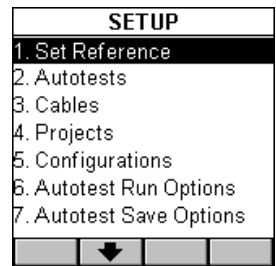 SETUP
1. Set Reference
2. Autotests
3. Cables
4. Projects
5. Configurations
6. Autotest Run Options
7. Autotest Save Options